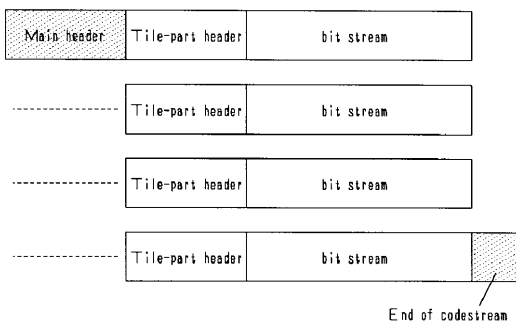 Main header Tile-part header bit stream
Tile-part header bit stream
Tile-part header bit stream
Tile-part header bit stream
End of codestream